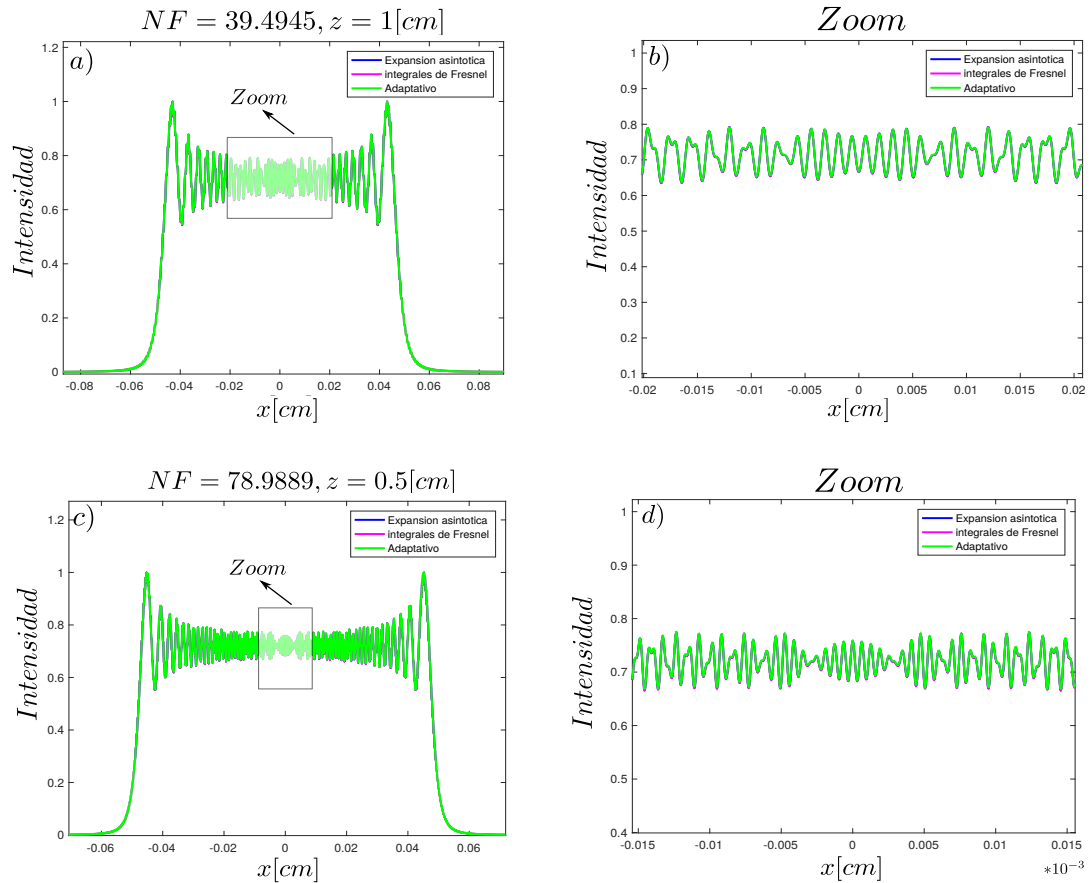 NF = 39.4945, z = 1[cm]
a)
Expansion asintotica
integrales de Fresnel
Adaptativo
Zoom
Intensidad
1.2
1
0.8
0.6
0.4
0.2
0
-0.08 -0.06 -0.04 -0.02 0 0.02 0.04 0.06 0.08
x[cm]
Zoom
b)
Expansion asintotica
integrales de Fresnel
Adaptativo
Intensidad
1
0.9
0.8
0.7
0.6
0.5
0.4
0.3
0.2
0.1
-0.02 -0.015 -0.01 -0.005 0 0.005 0.01 0.015 0.02
x[cm]
NF = 78.9889, z = 0.5[cm]
c)
Expansion asintotica
integrales de Fresnel
Adaptativo
Zoom
Intensidad
1.2
1
0.8
0.6
0.4
0.2
0
-0.06 -0.04 -0.02 0 0.02 0.04 0.06
x[cm]
Zoom
d)
Expansion asintotica
integrales de Fresnel
Adaptativo
Intensidad
1
0.9
0.8
0.7
0.6
0.5
0.4
-0.015 -0.01 -0.005 0 0.005 0.01 0.015
x[cm]
*10⁻³